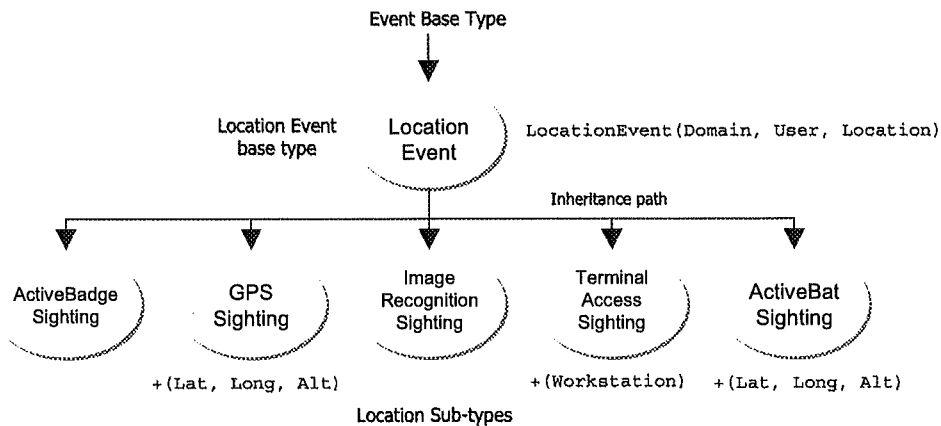 Event Base Type
Location Event
base type
Location
Event
LocationEvent(Domain, User, Location)
Inheritance path
ActiveBadge
Sighting
GPS
Sighting
Image
Recognition
Sighting
Terminal
Access
Sighting
ActiveBat
Sighting
+(Lat, Long, Alt)
+(Workstation)
+(Lat, Long, Alt)
Location Sub-types